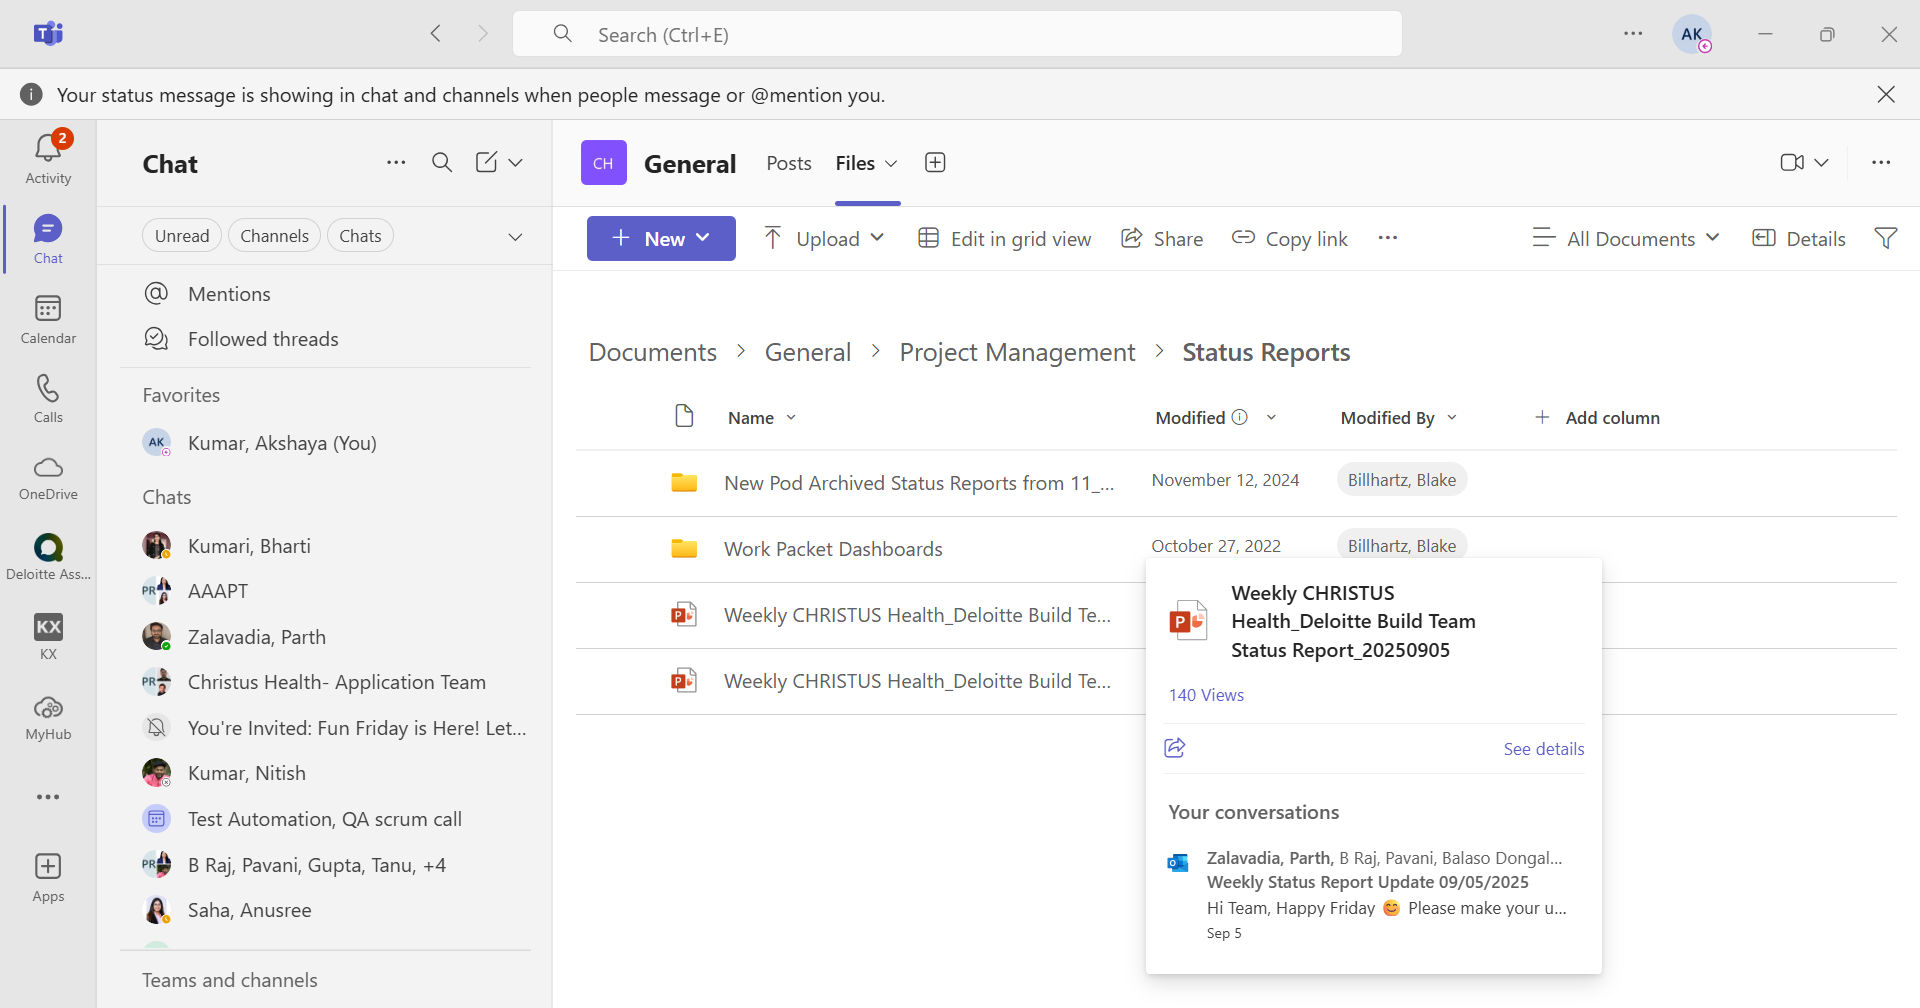 Search (Ctrl+E)
AK
Your status message is showing in chat and channels when people message or @mention you.
2
Activity
Chat
Calendar
Calls
OneDrive
Deloitte Ass...
KX
KX
MyHub
Apps
Chat
Unread
Channels
Chats
Mentions
Followed threads
Favorites
AK
Kumar, Akshaya (You)
Chats
Kumari, Bharti
PR
AAAPT
Zalavadia, Parth
PR
Christus Health- Application Team
You're Invited: Fun Friday is Here! Let...
Kumar, Nitish
Test Automation, QA scrum call
PR
B Raj, Pavani, Gupta, Tanu, +4
Saha, Anusree
Teams and channels
CH
General
Posts
Files
+ New
Upload
Edit in grid view
Share
Copy link
All Documents
Details
Documents > General > Project Management > Status Reports
Name
Modified
Modified By
+ Add column
New Pod Archived Status Reports from 11_...
November 12, 2024
Billhartz, Blake
Work Packet Dashboards
October 27, 2022
Billhartz, Blake
Weekly CHRISTUS Health_Deloitte Build Te...
Weekly CHRISTUS Health_Deloitte Build Te...
Weekly CHRISTUS
Health_Deloitte Build Team
Status Report_20250905
140 Views
See details
Your conversations
Zalavadia, Parth, B Raj, Pavani, Balaso Dongal...
Weekly Status Report Update 09/05/2025
Hi Team, Happy Friday 😊 Please make your u...
Sep 5